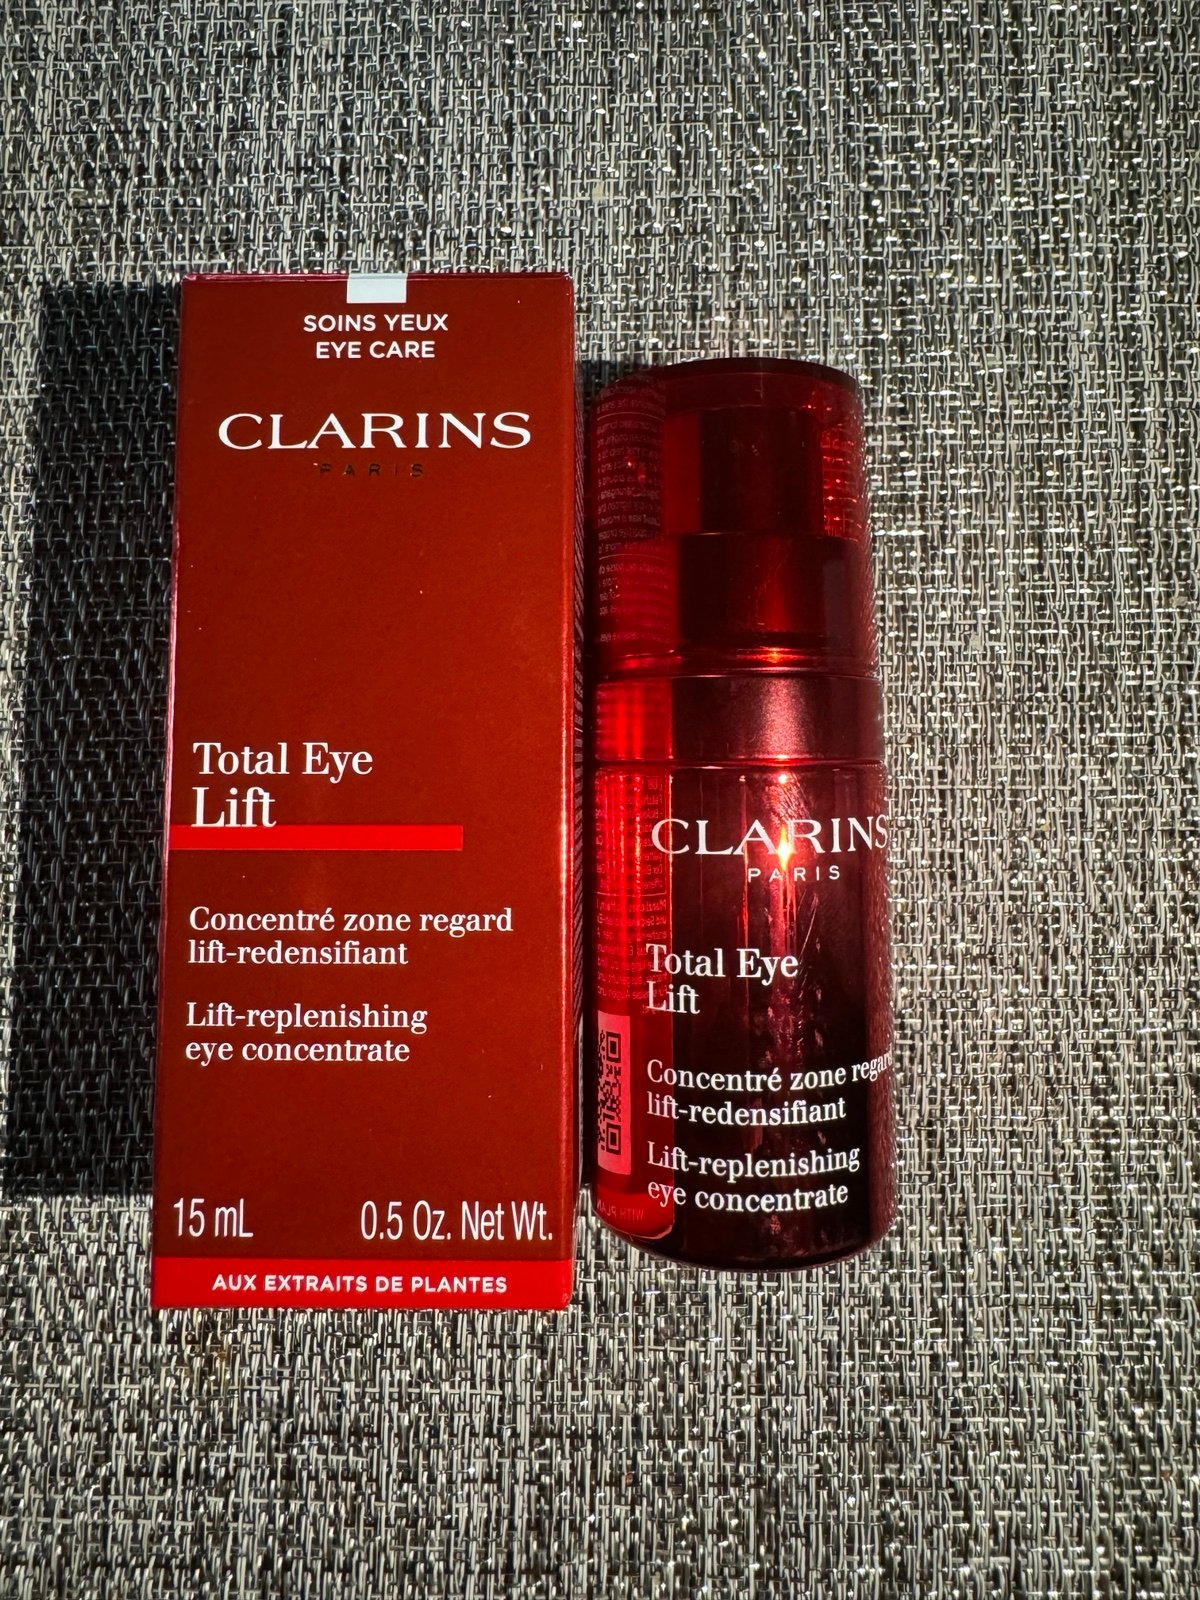 SOINS YEUX
EYE CARE
CLARINS
PARIS
Total Eye
Lift
Concentré zone regard
lift-redensifiant
Lift-replenishing
eye concentrate
15 mL 0.5 Oz. Net Wt.
AUX EXTRAITS DE PLANTES
CLARINS
PARIS
Total Eye
Lift
Concentré zone regard
lift-redensifiant
Lift-replenishing
eye concentrate